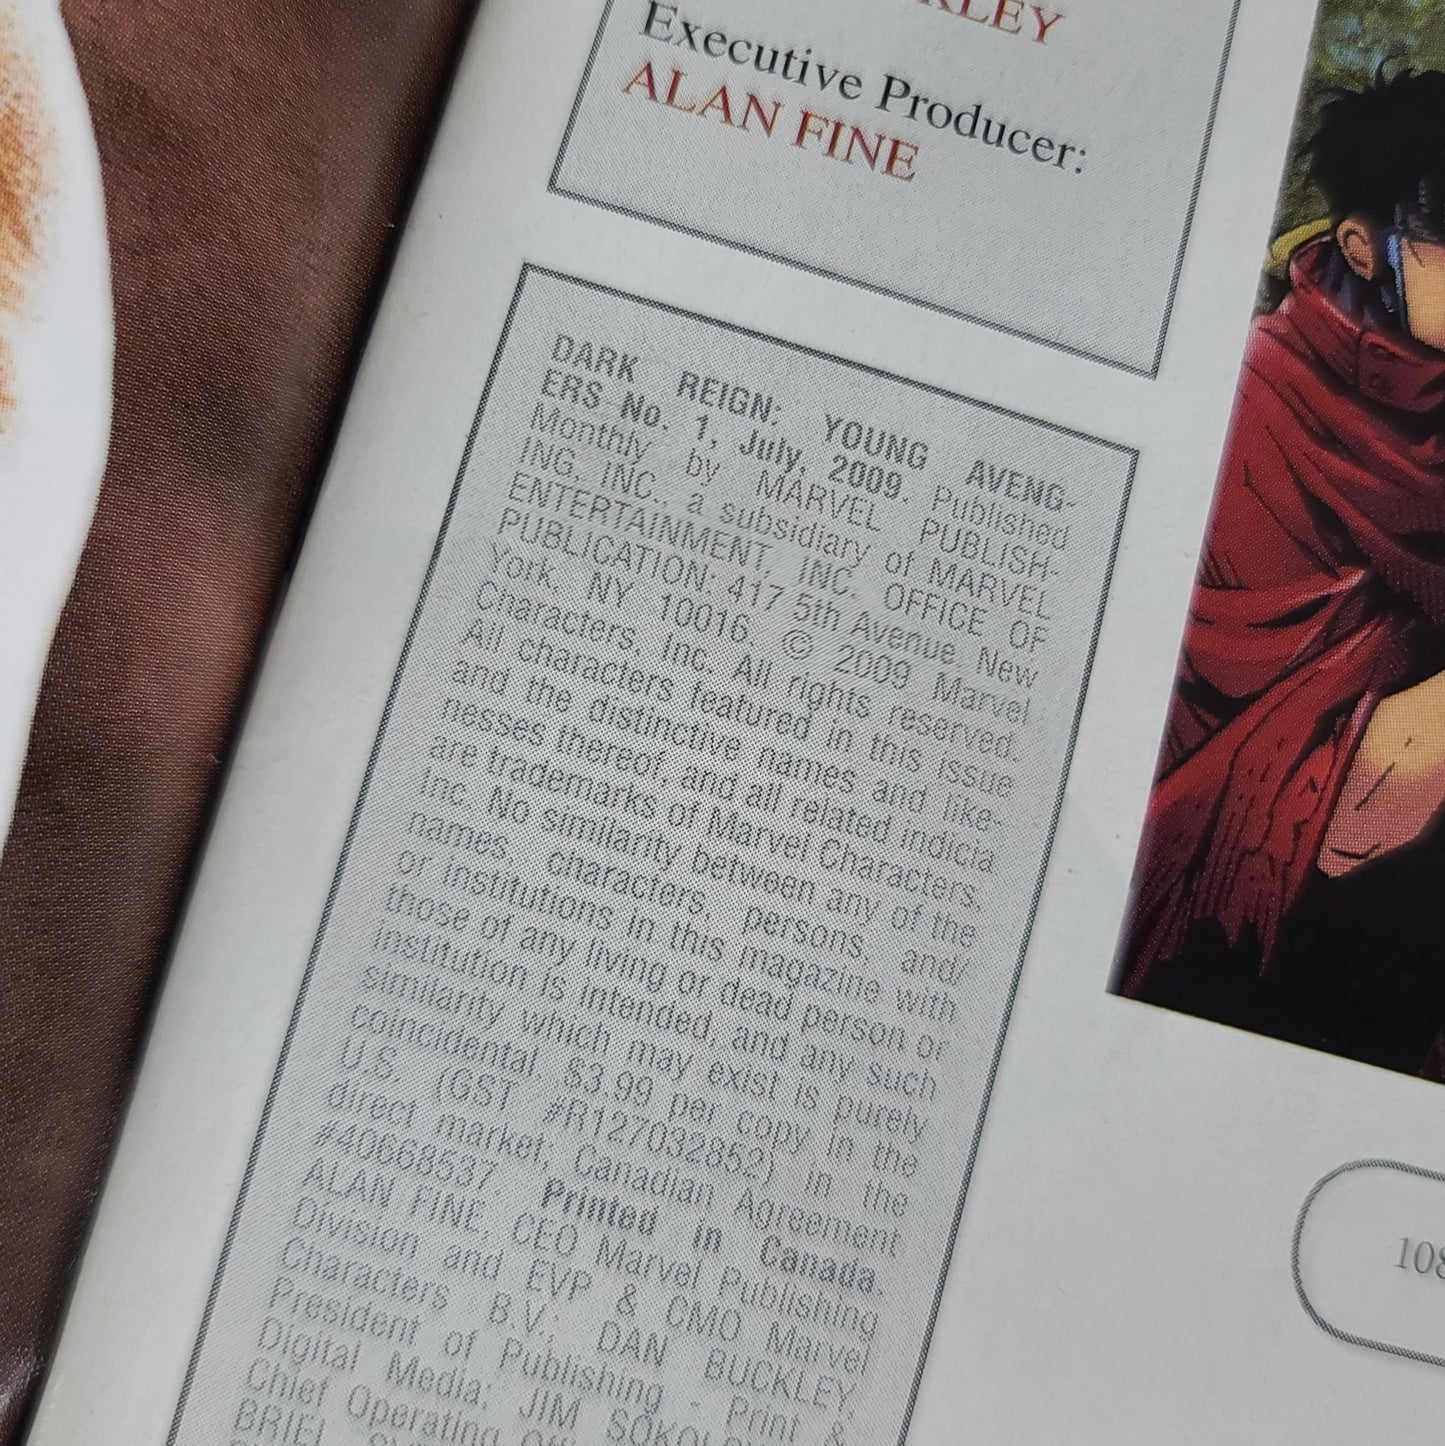 KLEY
Executive Producer:
ALAN FINE
DARK REIGN: YOUNG AVENG-
ERS No. 1, July, 2009. Published
Monthly by MARVEL PUBLISH-
ING, INC., a subsidiary of MARVEL
ENTERTAINMENT, INC. OFFICE OF
PUBLICATION: 417 5th Avenue, New
York, NY 10016. © 2009 Marvel
Characters, Inc. All rights reserved.
All characters featured in this issue
and the distinctive names and like-
nesses thereof, and all related indicia
are trademarks of Marvel Characters,
Inc. No similarity between any of the
names, characters, persons, and/
or institutions in this magazine with
those of any living or dead person or
institution is intended, and any such
similarity which may exist is purely
coincidental. $3.99 per copy in the
U.S. (GST #R127032852) in the
direct market; Canadian Agreement
#40668537. Printed in Canada.
ALAN FINE, CEO Marvel Publishing
Division and EVP & CMO Marvel
Characters B.V.; DAN BUCKLEY,
President of Publishing - Print &
Digital Media; JIM
Chief Operating
108